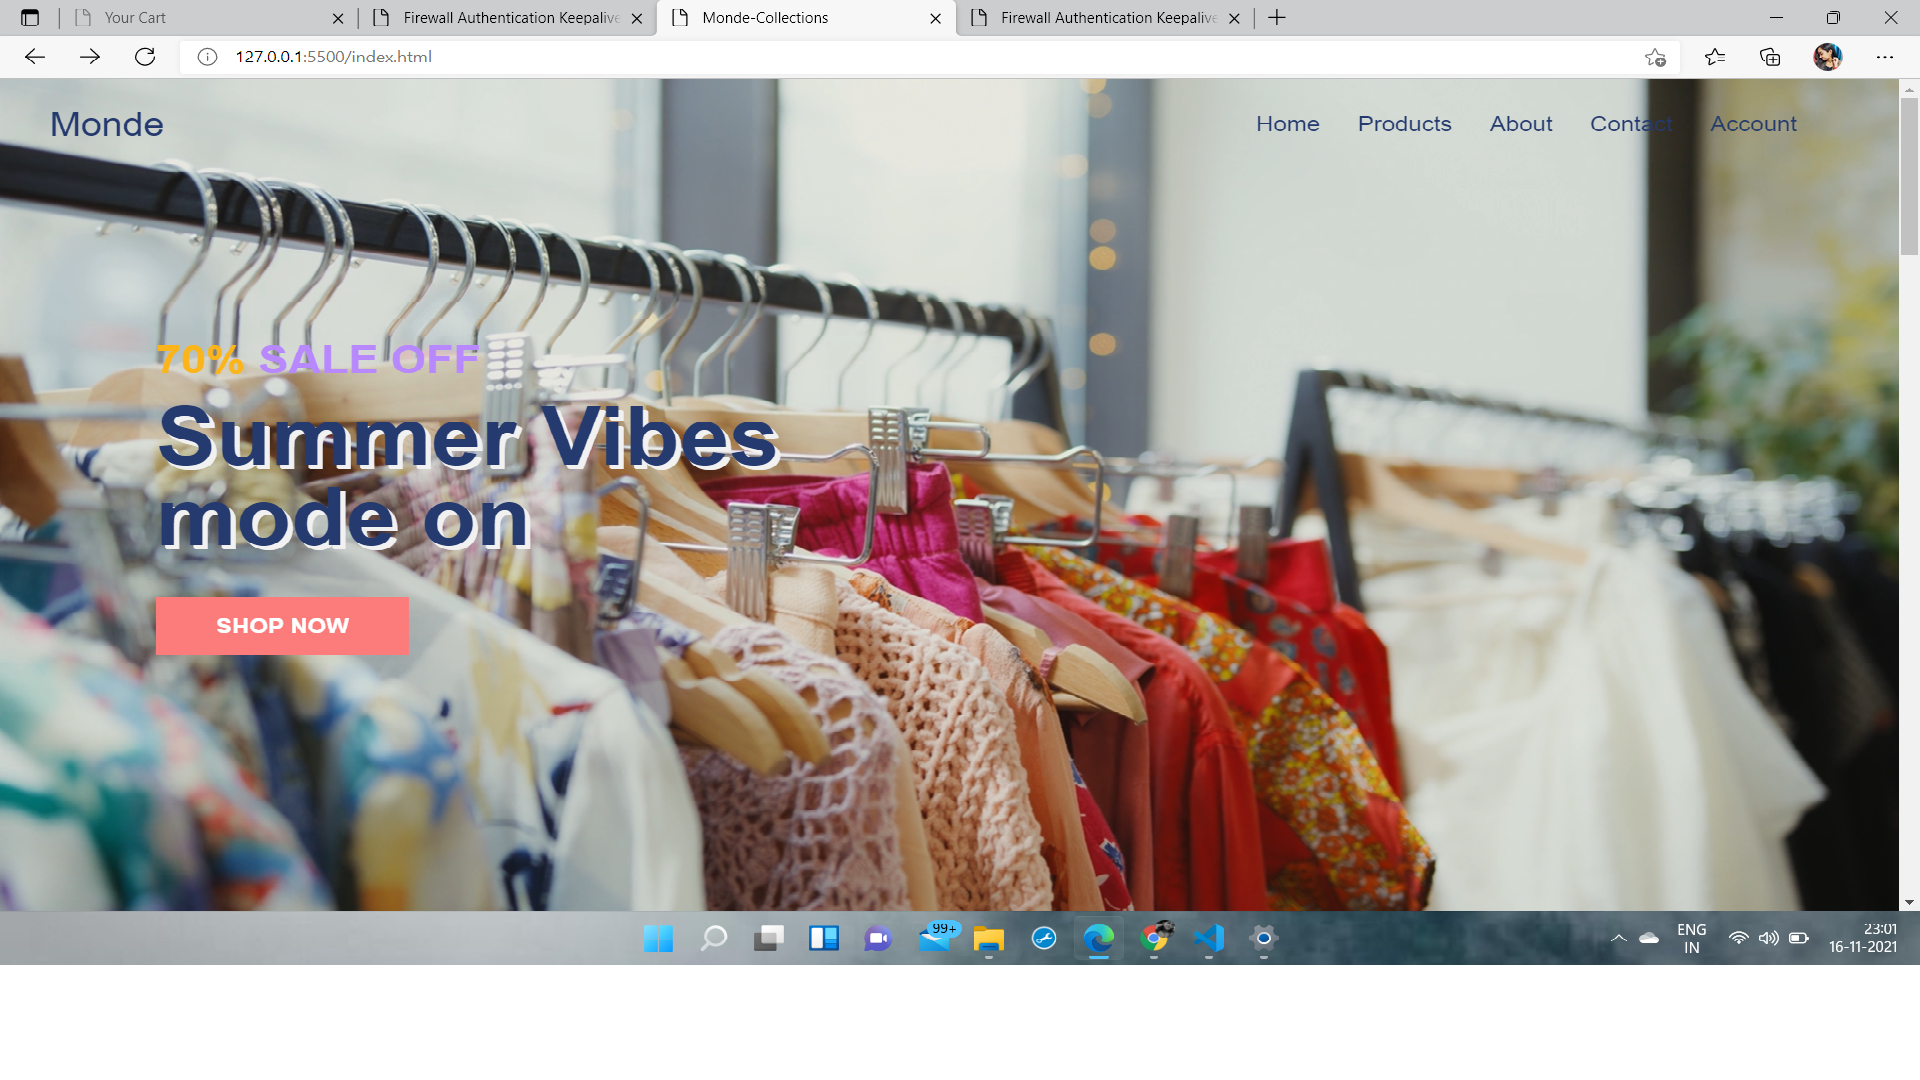 Your Cart
Firewall Authentication Keepalive
Monde-Collections
Firewall Authentication Keepalive
127.0.0.1:5500/index.html
Monde
Home Products About Contact Account
70% SALE OFF
Summer Vibes
mode on
SHOP NOW
99+
ENG
IN
23:01
16-11-2021